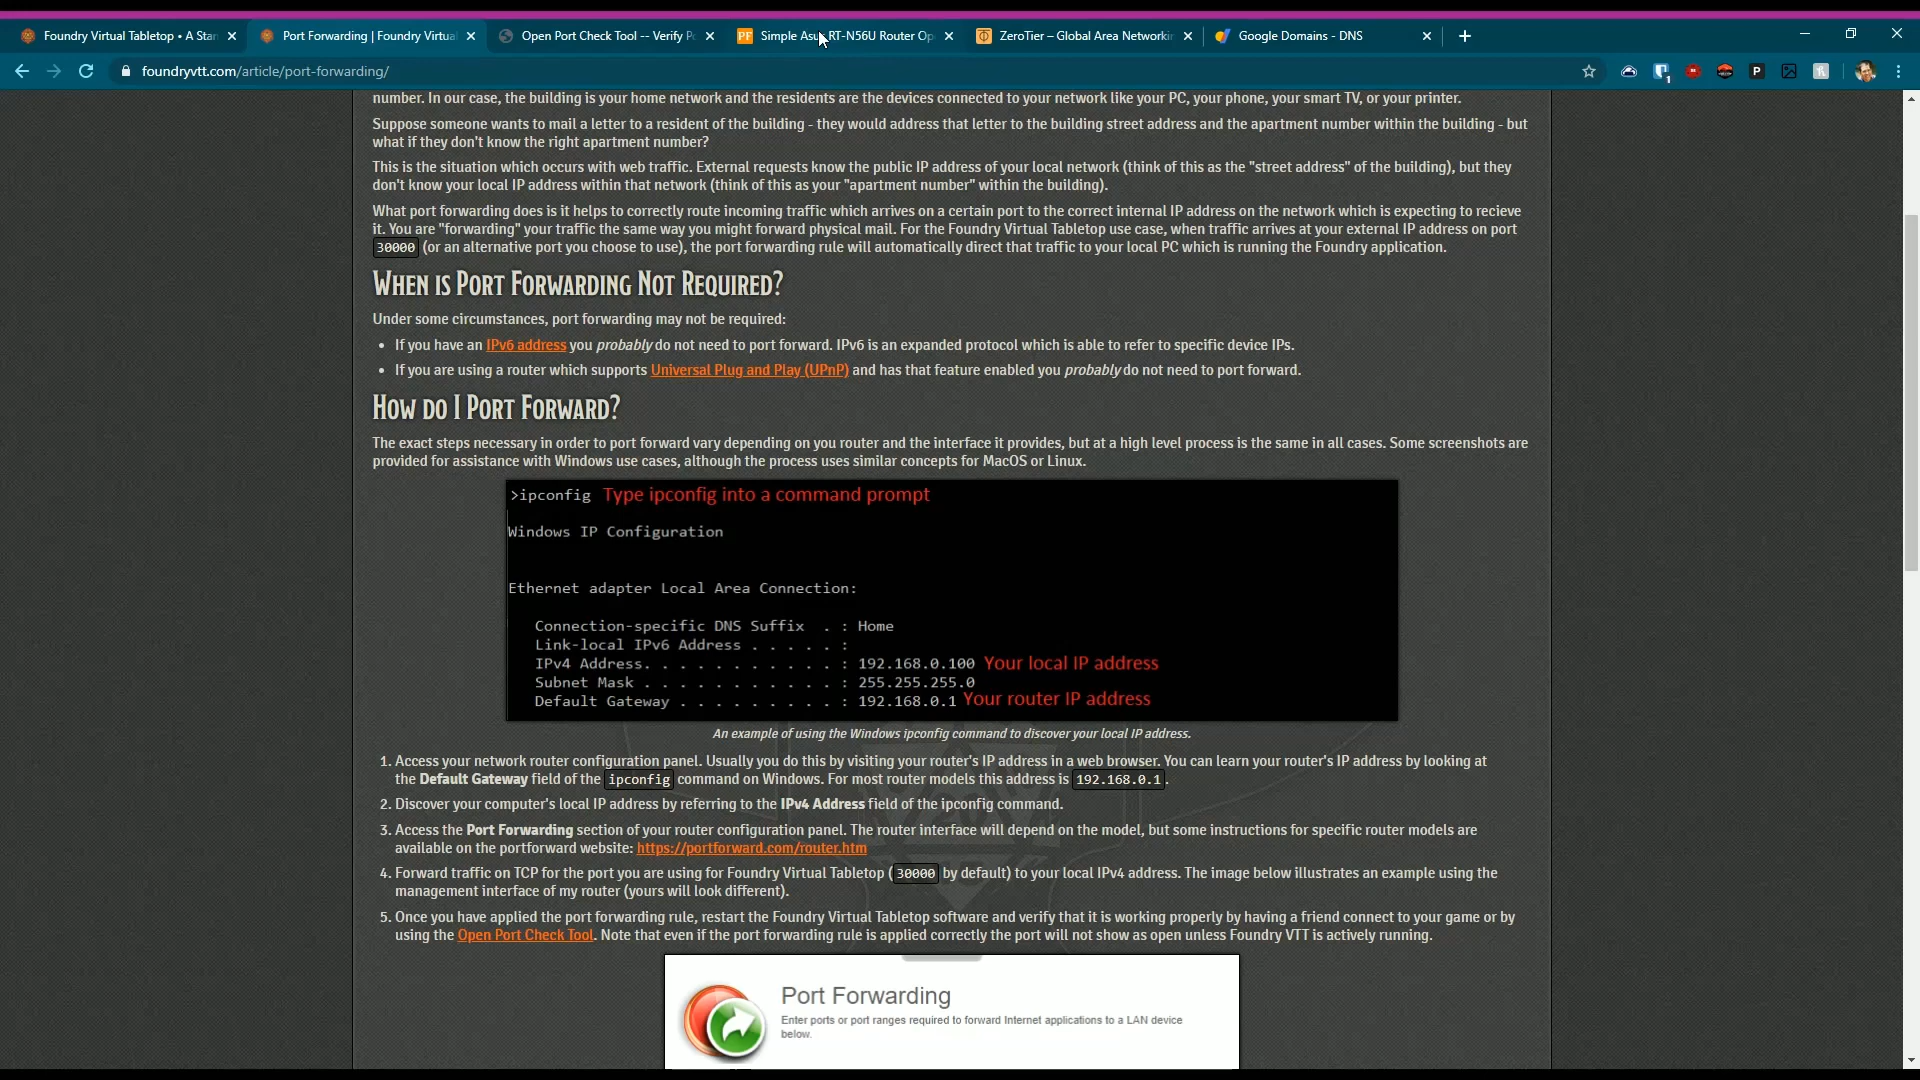 Foundry Virtual Tabletop • A Star
Port Forwarding | Foundry Virtual
Open Port Check Tool -- Verify Po
PF Simple Asu RT-N56U Router Op
ZeroTier – Global Area Networkin
Google Domains - DNS
foundryvtt.com/article/port-forwarding/
number. In our case, the building is your home network and the residents are the devices connected to your network like your PC, your phone, your smart TV, or your printer.
Suppose someone wants to mail a letter to a resident of the building - they would address that letter to the building street address and the apartment number within the building - but
what if they don't know the right apartment number?
This is the situation which occurs with web traffic. External requests know the public IP address of your local network (think of this as the "street address" of the building), but they
don't know your local IP address within that network (think of this as your "apartment number" within the building).
What port forwarding does is it helps to correctly route incoming traffic which arrives on a certain port to the correct internal IP address on the network which is expecting to recieve
it. You are "forwarding" your traffic the same way you might forward physical mail. For the Foundry Virtual Tabletop use case, when traffic arrives at your external IP address on port
30000 (or an alternative port you choose to use), the port forwarding rule will automatically direct that traffic to your local PC which is running the Foundry application.
When is Port Forwarding Not Required?
Under some circumstances, port forwarding may not be required:
• If you have an IPv6 address you probably do not need to port forward. IPv6 is an expanded protocol which is able to refer to specific device IPs.
• If you are using a router which supports Universal Plug and Play (UPnP) and has that feature enabled you probably do not need to port forward.
How do I Port Forward?
The exact steps necessary in order to port forward vary depending on you router and the interface it provides, but at a high level process is the same in all cases. Some screenshots are
provided for assistance with Windows use cases, although the process uses similar concepts for MacOS or Linux.
>ipconfig Type ipconfig into a command prompt
Windows IP Configuration
Ethernet adapter Local Area Connection:
Connection-specific DNS Suffix . : Home
Link-local IPv6 Address . . . . . :
IPv4 Address. . . . . . . . . . . : 192.168.0.100 Your local IP address
Subnet Mask . . . . . . . . . . . : 255.255.255.0
Default Gateway . . . . . . . . . : 192.168.0.1 Your router IP address
An example of using the Windows ipconfig command to discover your local IP address.
1. Access your network router configuration panel. Usually you do this by visiting your router's IP address in a web browser. You can learn your router's IP address by looking at
the Default Gateway field of the ipconfig command on Windows. For most router models this address is 192.168.0.1.
2. Discover your computer's local IP address by referring to the IPv4 Address field of the ipconfig command.
3. Access the Port Forwarding section of your router configuration panel. The router interface will depend on the model, but some instructions for specific router models are
available on the portforward website: https://portforward.com/router.htm
4. Forward traffic on TCP for the port you are using for Foundry Virtual Tabletop (30000 by default) to your local IPv4 address. The image below illustrates an example using the
management interface of my router (yours will look different).
5. Once you have applied the port forwarding rule, restart the Foundry Virtual Tabletop software and verify that it is working properly by having a friend connect to your game or by
using the Open Port Check Tool. Note that even if the port forwarding rule is applied correctly the port will not show as open unless Foundry VTT is actively running.
Port Forwarding
Enter ports or port ranges required to forward Internet applications to a LAN device
below.